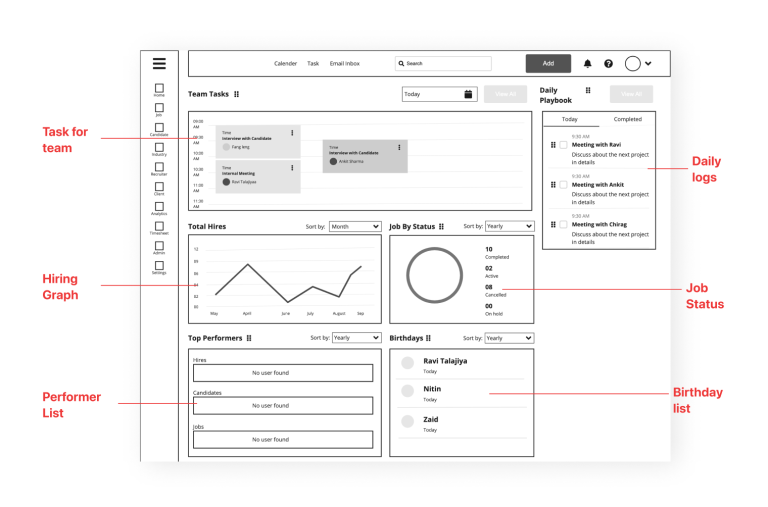 Calender Task Email Inbox Search Add
Home
Job
Candidate
Industry
Recruiter
Client
Analytics
Timesheet
Admin
Settings
Team Tasks Today View All
09:00 AM
09:30 AM
10:00 AM
10:30 AM
11:00 AM
11:30 AM
Time
Interview with Candidate
Fang Jang
Time
Internal Meeting
Ravi Talajiyya
Time
Interview with Candidate
Ankit Sharma
Daily
Playbook
View All
Today Completed
9:30 AM
Meeting with Ravi
Discuss about the next project
in details
9:30 AM
Meeting with Ankit
Discuss about the next project
in details
9:30 AM
Meeting with Chirag
Discuss about the next project
in details
Total Hires Sort by: Month
May April June July August Sep
Job By Status Sort by: Yearly
10
Completed
02
Active
08
Cancelled
00
On hold
Top Performers Sort by: Yearly
Hires
No user found
Candidates
No user found
Jobs
No user found
Birthdays Sort by: Yearly
Ravi Talajiya
Today
Nitin
Today
Zaid
Today
Task for
team
Hiring
Graph
Performer
List
Daily
logs
Job
Status
Birthday
list